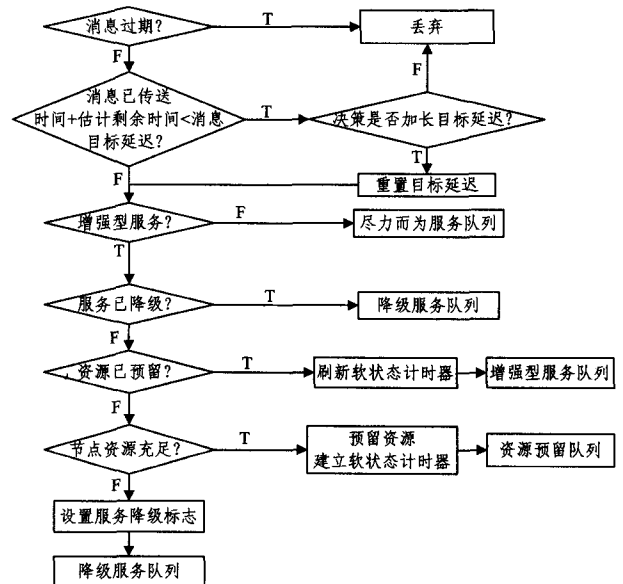 消息过期?
T
丢弃
F
F
消息已传送
时间+估计剩余时间<消息
目标延迟?
T
决策是否加长目标延迟?
T
F
重置目标延迟
增强型服务?
F
尽力而为服务队列
T
服务已降级?
T
降级服务队列
F
资源已预留?
T
刷新软状态计时器
增强型服务队列
F
节点资源充足?
T
预留资源
建立软状态计时器
资源预留队列
F
设置服务降级标志
降级服务队列